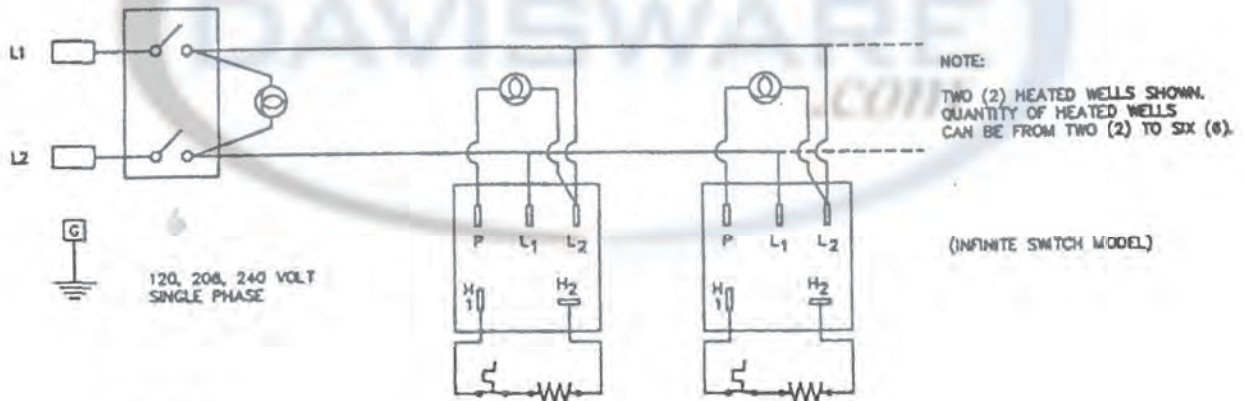 DAVISWARE
.com
L1
L2
G
120, 208, 240 VOLT
SINGLE PHASE
P L1 L2
H1 H2
P L1 L2
H1 H2
NOTE:
TWO (2) HEATED WELLS SHOWN.
QUANTITY OF HEATED WELLS
CAN BE FROM TWO (2) TO SIX (6).
(INFINITE SWITCH MODEL)